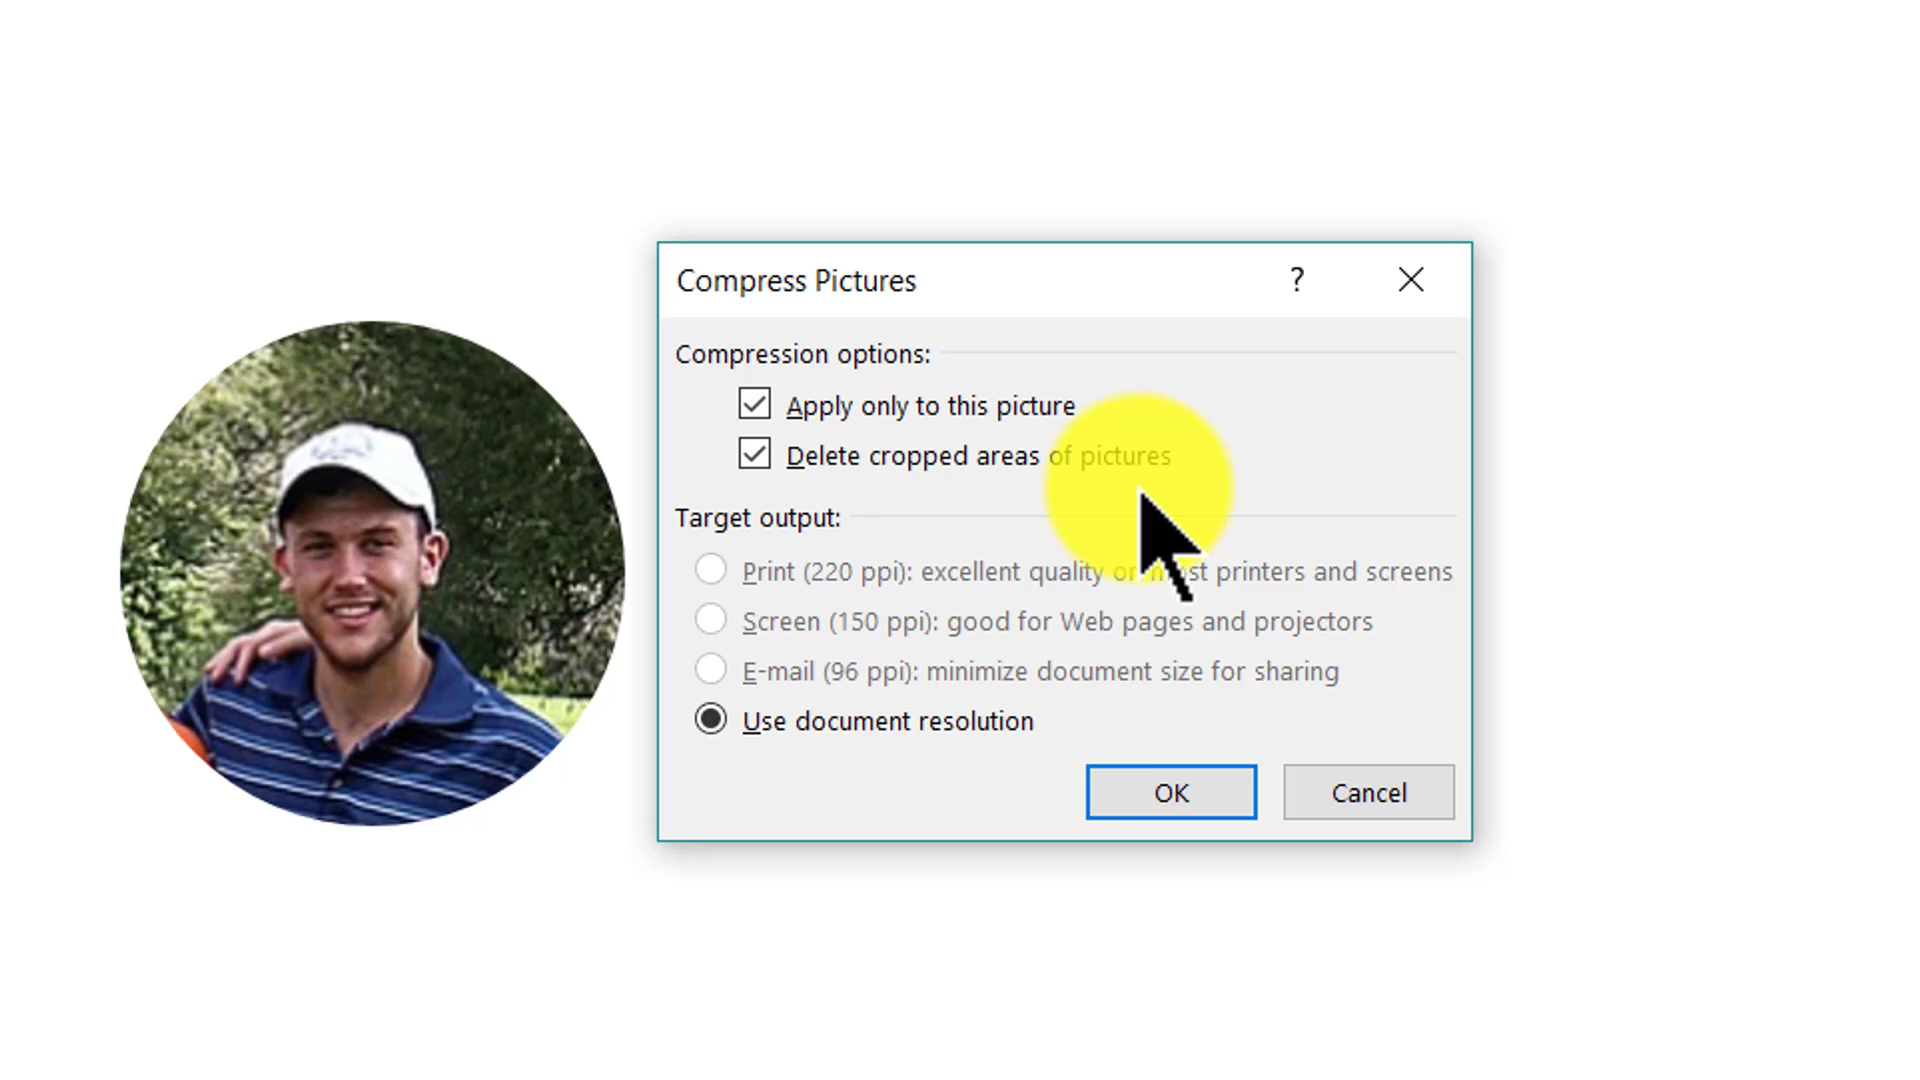 Compress Pictures ?
Compression options:
Apply only to this picture
Delete cropped areas of pictures
Target output:
Print (220 ppi): excellent quality on most printers and screens
Screen (150 ppi): good for Web pages and projectors
E-mail (96 ppi): minimize document size for sharing
Use document resolution
OK Cancel